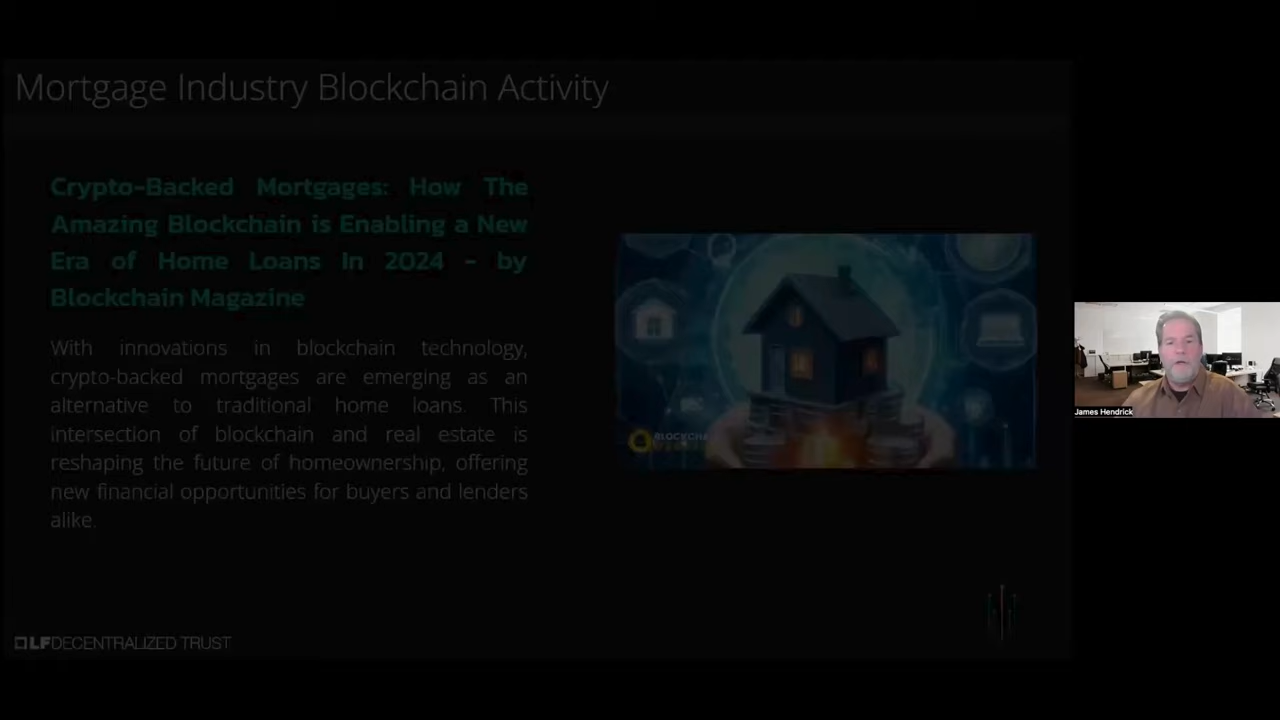 Mortgage Industry Blockchain Activity
Crypto-Backed Mortgages: How The
Amazing Blockchain is Enabling a New
Era of Home Loans In 2024 - by
Blockchain Magazine
With innovations in blockchain technology,
crypto-backed mortgages are emerging as an
alternative to traditional home loans. This
intersection of blockchain and real estate is
reshaping the future of homeownership, offering
new financial opportunities for buyers and lenders
alike.
James Hendrick
LFDECENTRALIZED TRUST